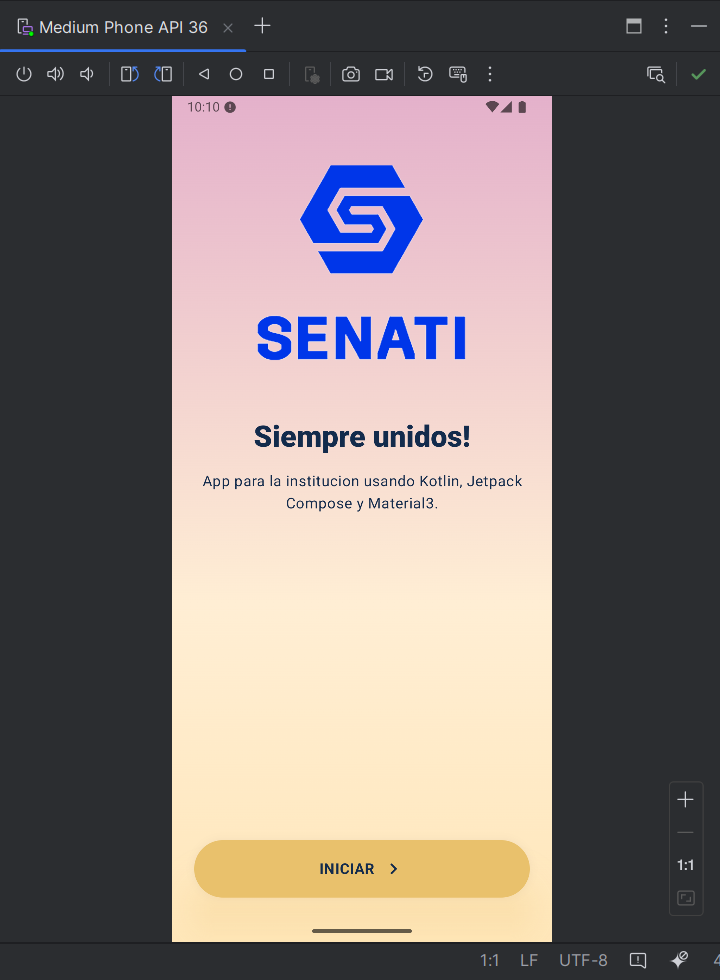 Medium Phone API 36
10:10
SENATI
Siempre unidos!
App para la institucion usando Kotlin, Jetpack
Compose y Material3.
INICIAR
1:1
1:1 LF UTF-8 4